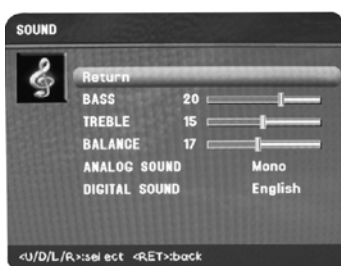 SOUND
Return
BASS 20
TREBLE 15
BALANCE 17
ANALOG SOUND Mono
DIGITAL SOUND English
<U/D/L/R>:select <RET>:back